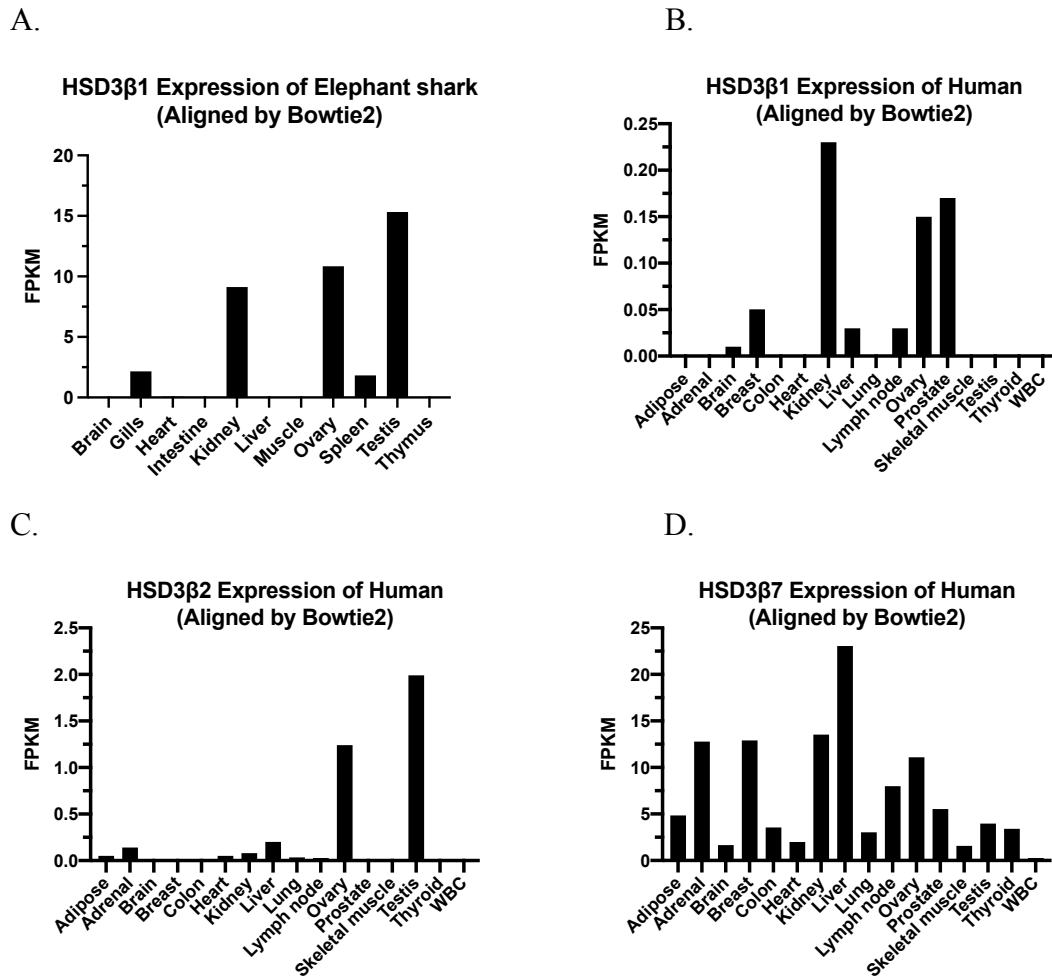 A.
HSD3β1 Expression of Elephant shark
(Aligned by Bowtie2)
20
15
10
5
0
FPKM
Brain
Gills
Heart
Intestine
Kidney
Liver
Muscle
Ovary
Spleen
Testis
Thymus
B.
HSD3β1 Expression of Human
(Aligned by Bowtie2)
0.25
0.20
0.15
0.10
0.05
0.00
FPKM
Adipose
Adrenal
Brain
Breast
Colon
Heart
Kidney
Liver
Lung
Lymph node
Ovary
Prostate
Skeletal muscle
Testis
Thyroid
WBC
C.
HSD3β2 Expression of Human
(Aligned by Bowtie2)
2.5
2.0
1.5
1.0
0.5
0.0
FPKM
Adipose
Adrenal
Brain
Breast
Colon
Heart
Kidney
Liver
Lung
Lymph node
Ovary
Prostate
Skeletal muscle
Testis
Thyroid
WBC
D.
HSD3β7 Expression of Human
(Aligned by Bowtie2)
25
20
15
10
5
0
FPKM
Adipose
Adrenal
Brain
Breast
Colon
Heart
Kidney
Liver
Lung
Lymph node
Ovary
Prostate
Skeletal muscle
Testis
Thyroid
WBC